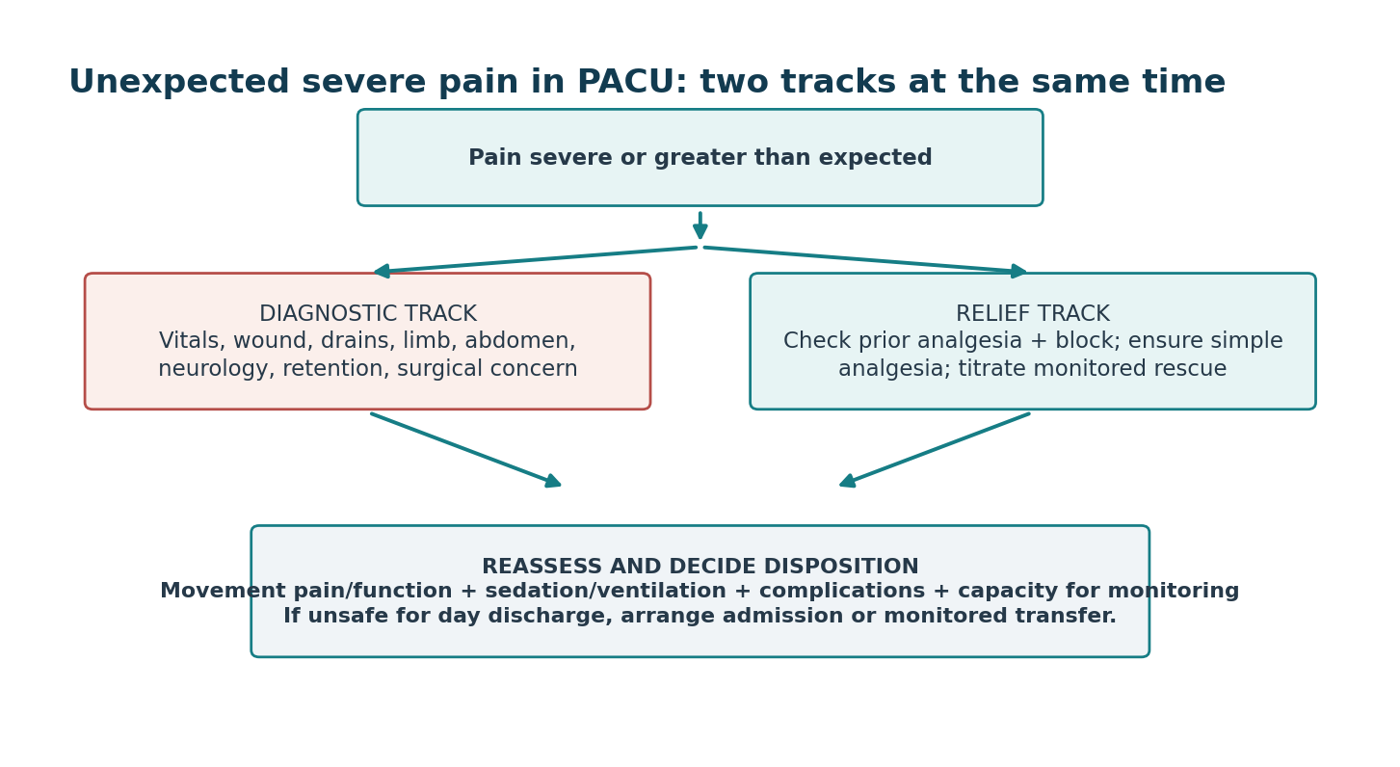 Unexpected severe pain in PACU: two tracks at the same time
Pain severe or greater than expected
DIAGNOSTIC TRACK
Vitals, wound, drains, limb, abdomen,
neurology, retention, surgical concern
RELIEF TRACK
Check prior analgesia + block; ensure simple
analgesia; titrate monitored rescue
REASSESS AND DECIDE DISPOSITION
Movement pain/function + sedation/ventilation + complications + capacity for monitoring
If unsafe for day discharge, arrange admission or monitored transfer.